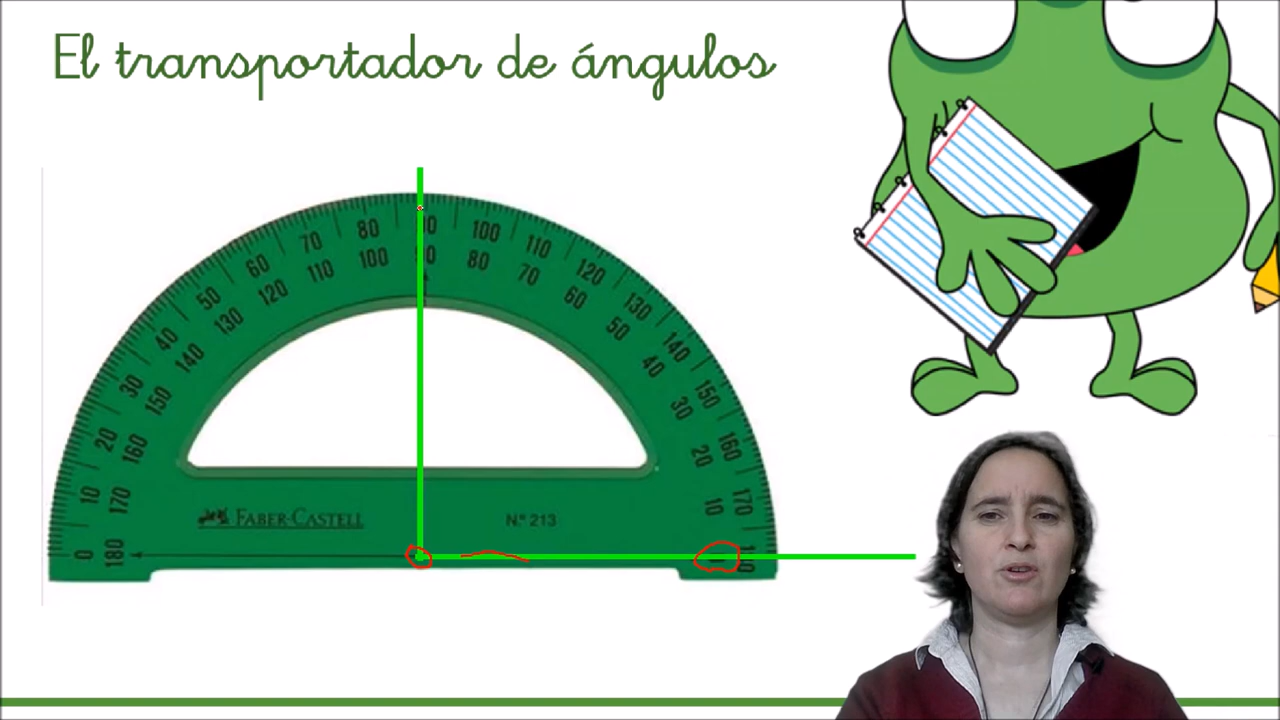 El transportador de ángulos
70 80 90 100 110
60 110 100 90 80 70 120
50 120 60 130
40 130 50 140
30 140 40 150
20 150 30 160
10 160 20 170
170 10
0 180
FABER-CASTELL Nº 213